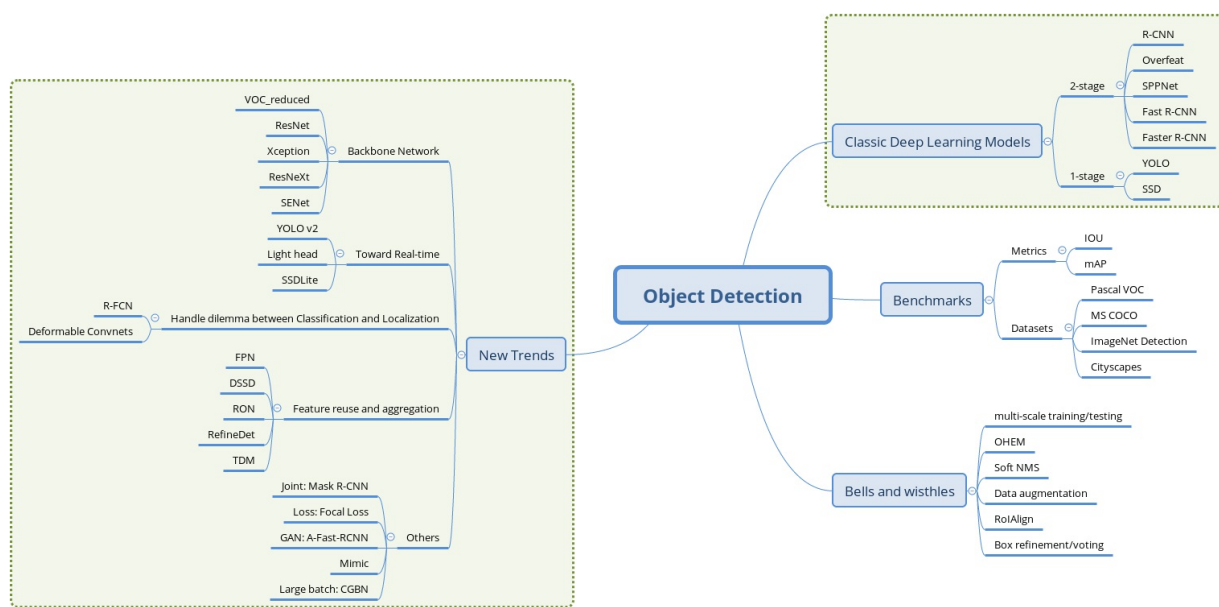 Object Detection
Classic Deep Learning Models
2-stage
R-CNN
Overfeat
SPPNet
Fast R-CNN
Faster R-CNN
1-stage
YOLO
SSD
Benchmarks
Metrics
IOU
mAP
Datasets
Pascal VOC
MS COCO
ImageNet Detection
Cityscapes
Bells and wisthles
multi-scale training/testing
OHEM
Soft NMS
Data augmentation
RoIAlign
Box refinement/voting
New Trends
Backbone Network
VOC_reduced
ResNet
Xception
ResNeXt
SENet
Toward Real-time
YOLO v2
Light head
SSDLite
Handle dilemma between Classification and Localization
R-FCN
Deformable Convnets
Feature reuse and aggregation
FPN
DSSD
RON
RefineDet
TDM
Others
Joint: Mask R-CNN
Loss: Focal Loss
GAN: A-Fast-RCNN
Mimic
Large batch: CGBN